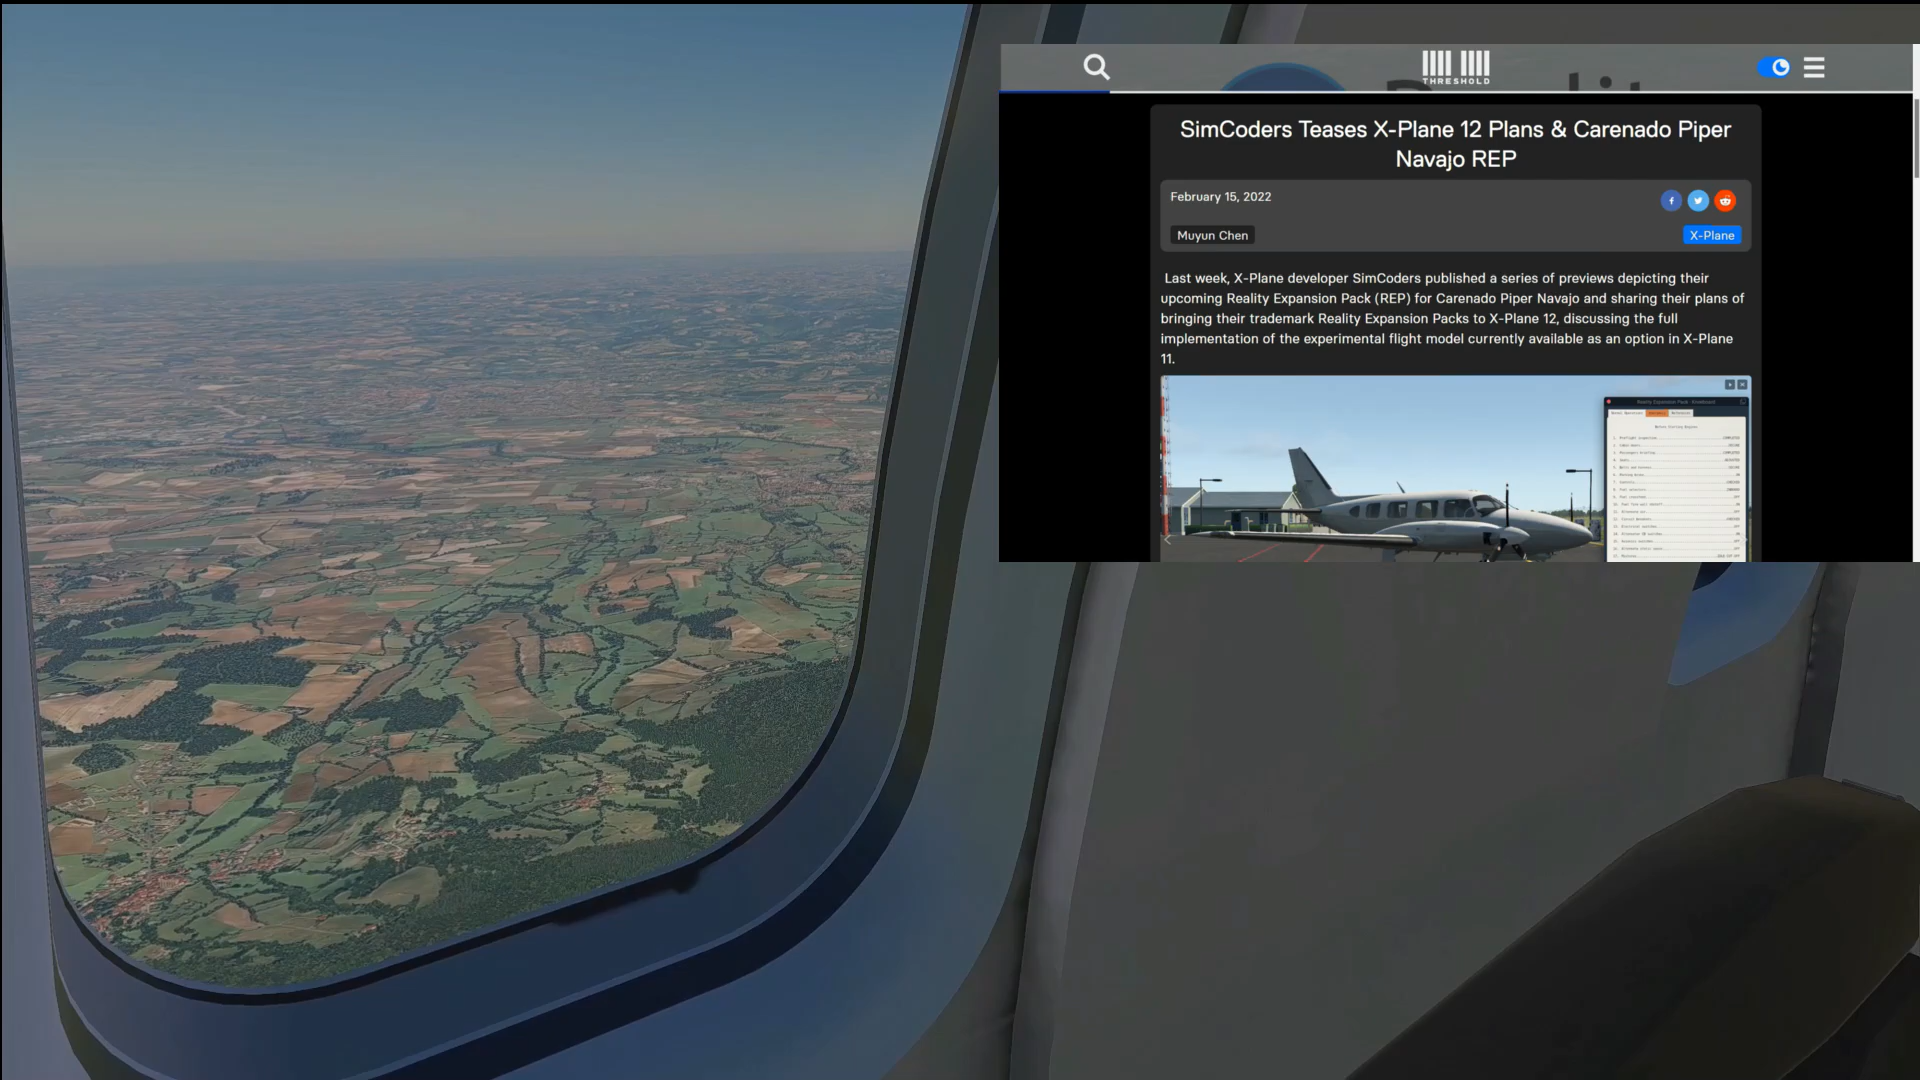 THRESHOLD
SimCoders Teases X-Plane 12 Plans & Carenado Piper
Navajo REP
February 15, 2022
Muyun Chen
X-Plane
Last week, X-Plane developer SimCoders published a series of previews depicting their
upcoming Reality Expansion Pack (REP) for Carenado Piper Navajo and sharing their plans of
bringing their trademark Reality Expansion Packs to X-Plane 12, discussing the full
implementation of the experimental flight model currently available as an option in X-Plane
11.